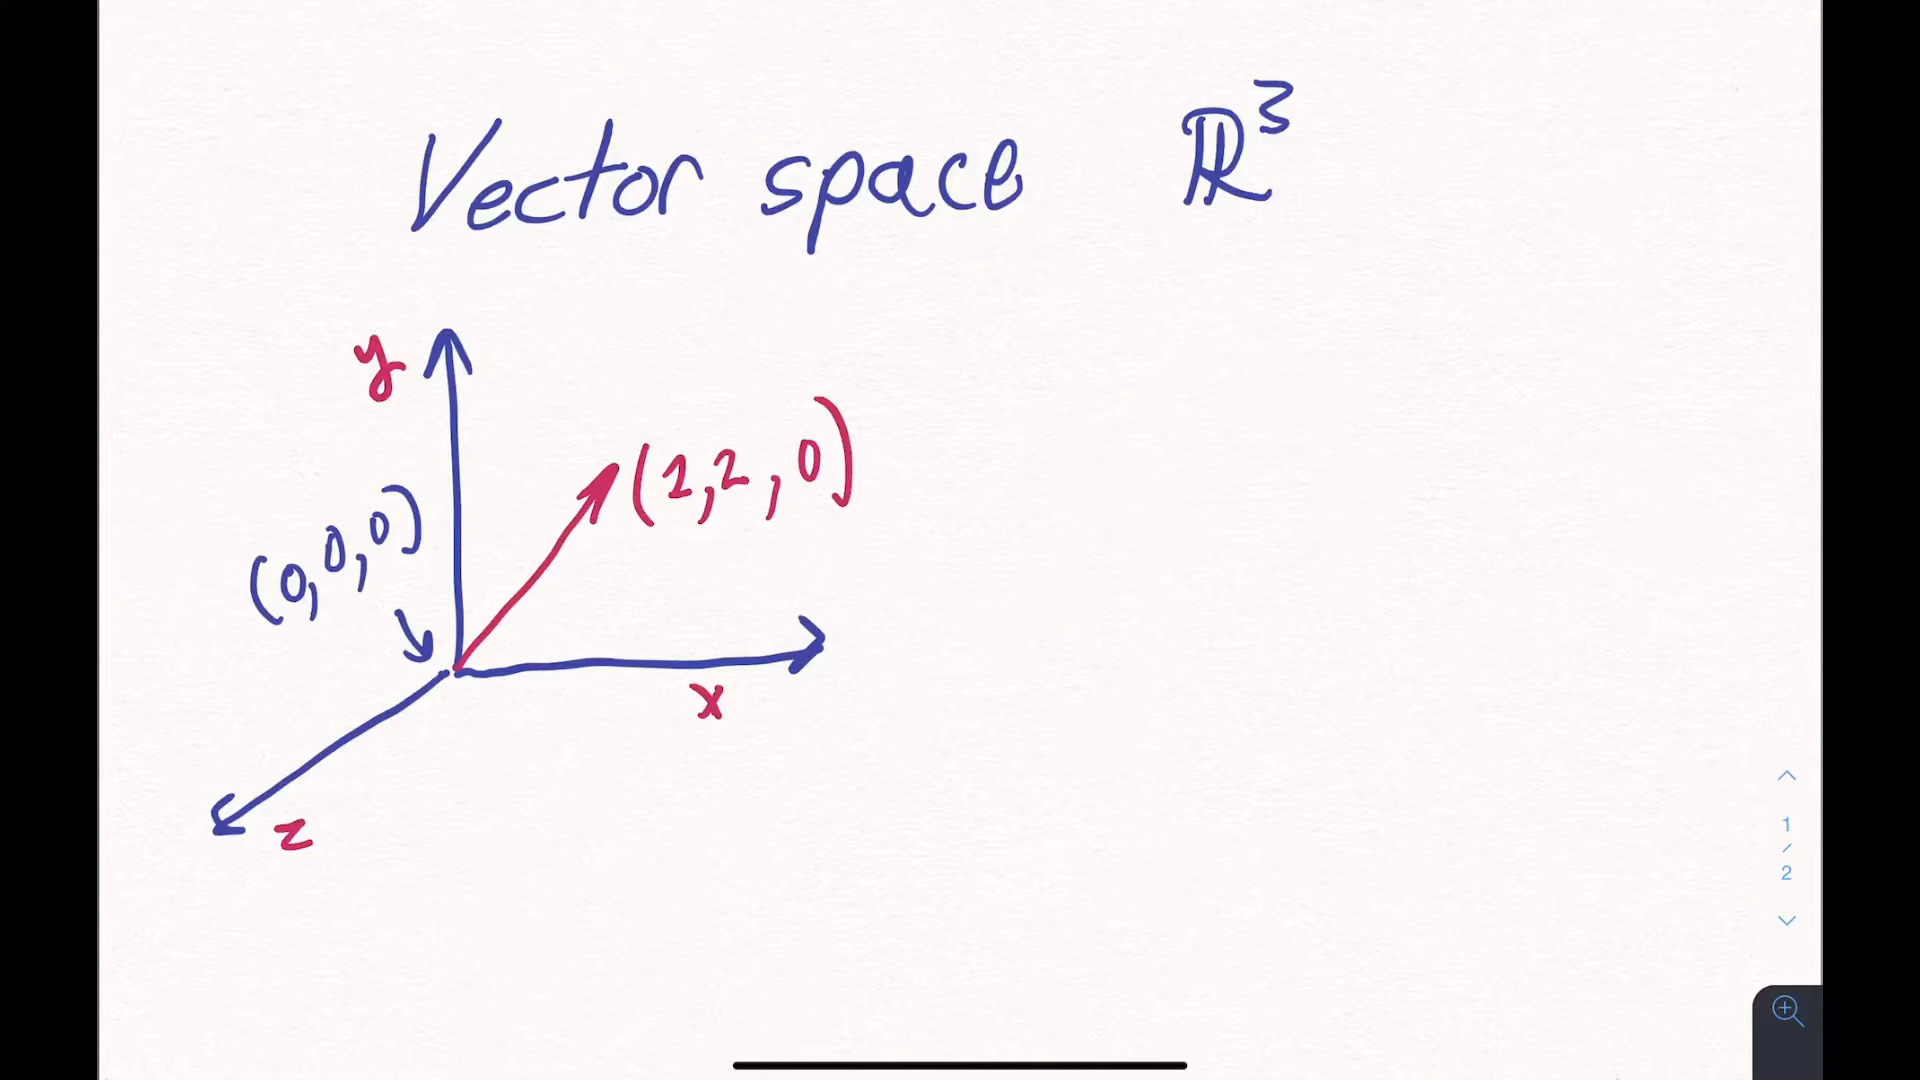 Vector space ℝ³
y
(2,2,0)
(0,0,0)
x
z
1
/
2